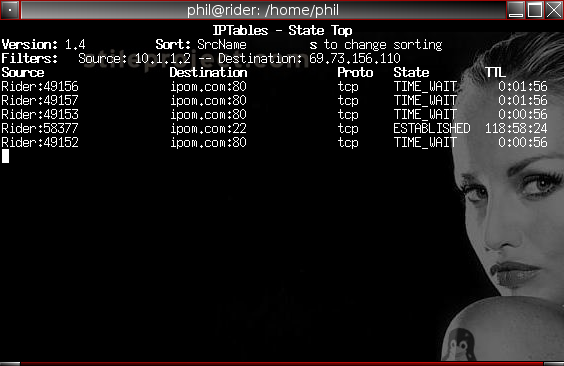 phil@rider: /home/phil
IPTables - State Top
Version: 1.4 Sort: SrcName s to change sorting
Filters: Source: 10.1.1.2 -- Destination: 69.73.156.110
Source Destination Proto State TTL
Rider:49156 ipom.com:80 tcp TIME_WAIT 0:01:56
Rider:49157 ipom.com:80 tcp TIME_WAIT 0:01:56
Rider:49153 ipom.com:80 tcp TIME_WAIT 0:00:56
Rider:58377 ipom.com:22 tcp ESTABLISHED 118:58:24
Rider:49152 ipom.com:80 tcp TIME_WAIT 0:00:56